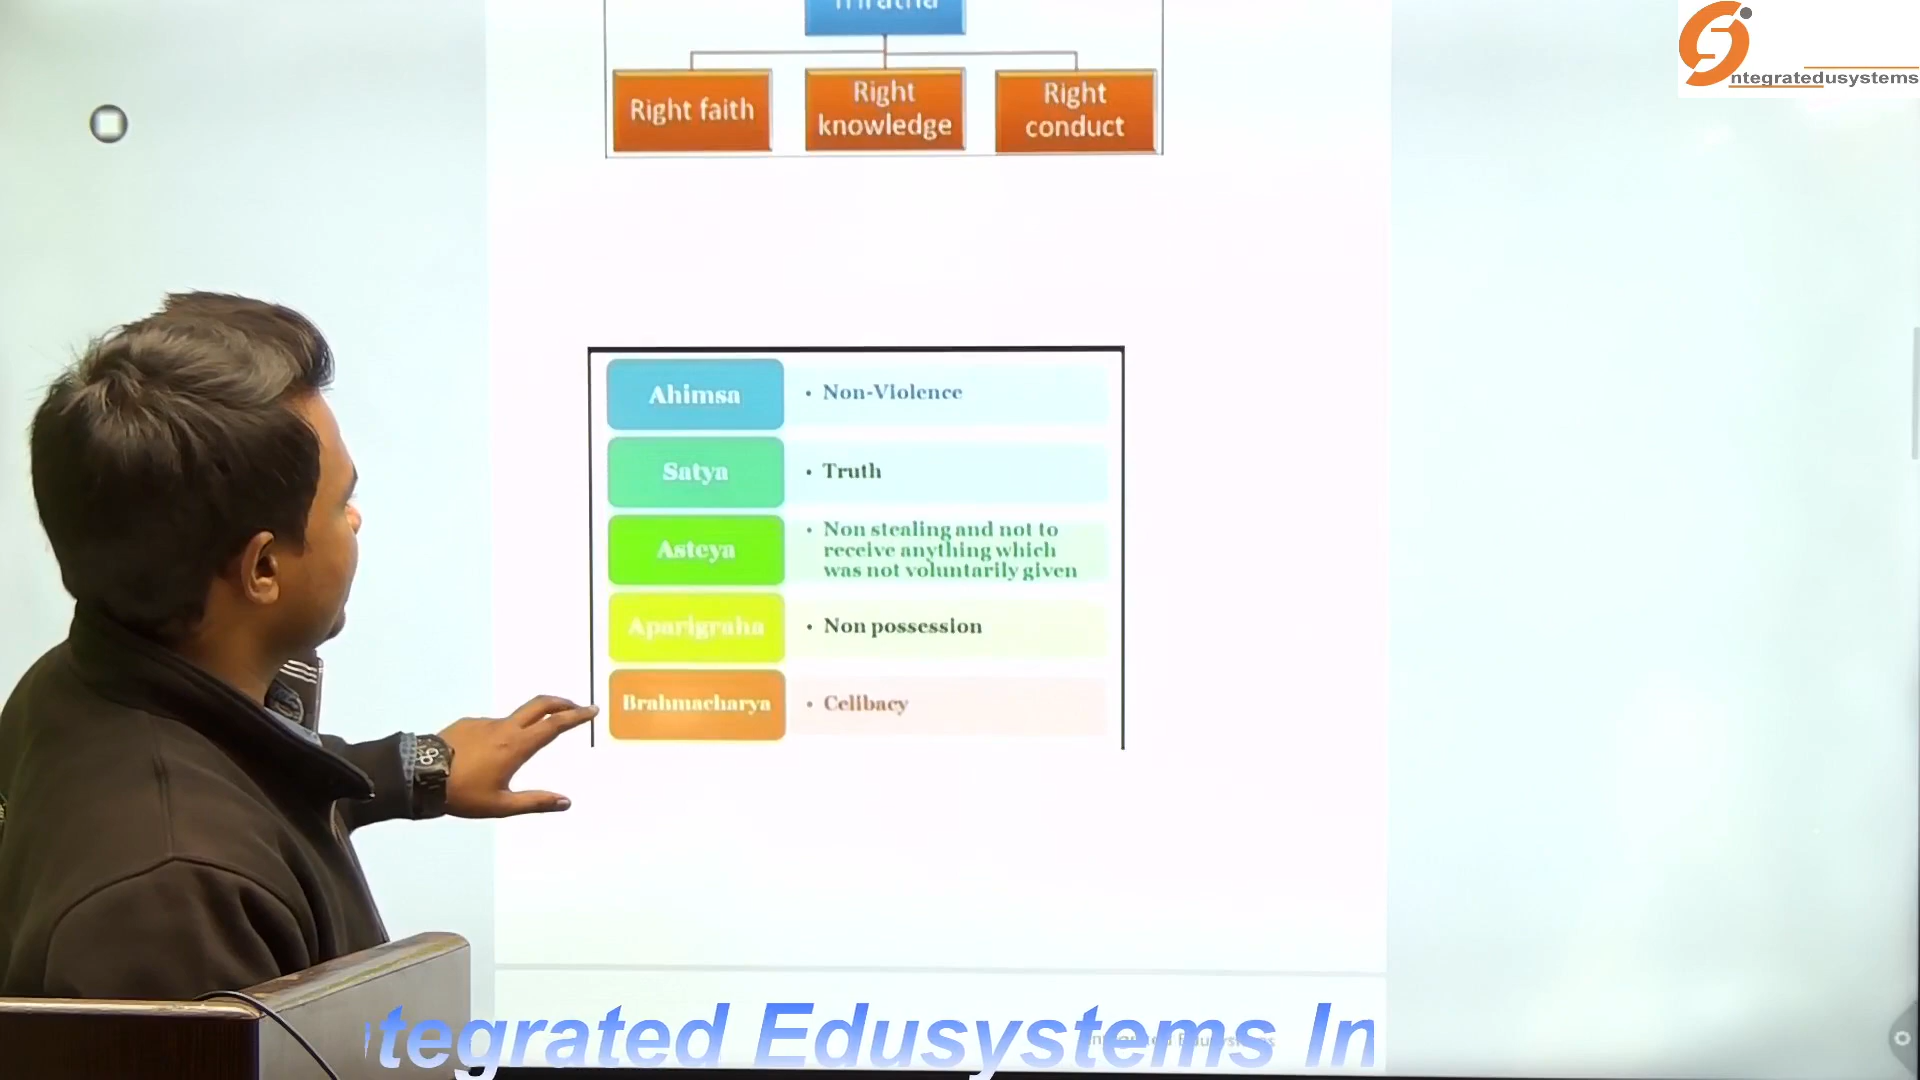 ntegratedusystems
Right faith
Right
knowledge
Right
conduct
Ahimsa
• Non-Violence
Satya
• Truth
Asteya
• Non stealing and not to
receive anything which
was not voluntarily given
Aparigraha
• Non possession
Brahmacharya
• Celibacy
tegrated Edusystems In